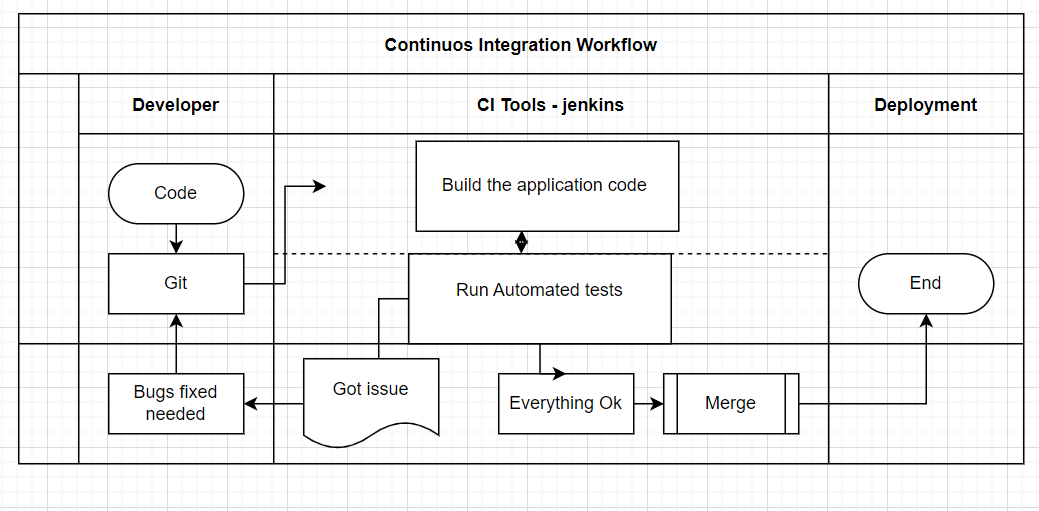 Continuos Integration Workflow
Developer
CI Tools - jenkins
Deployment
Code
Build the application code
Git
Run Automated tests
End
Bugs fixed
needed
Got issue
Everything Ok
Merge